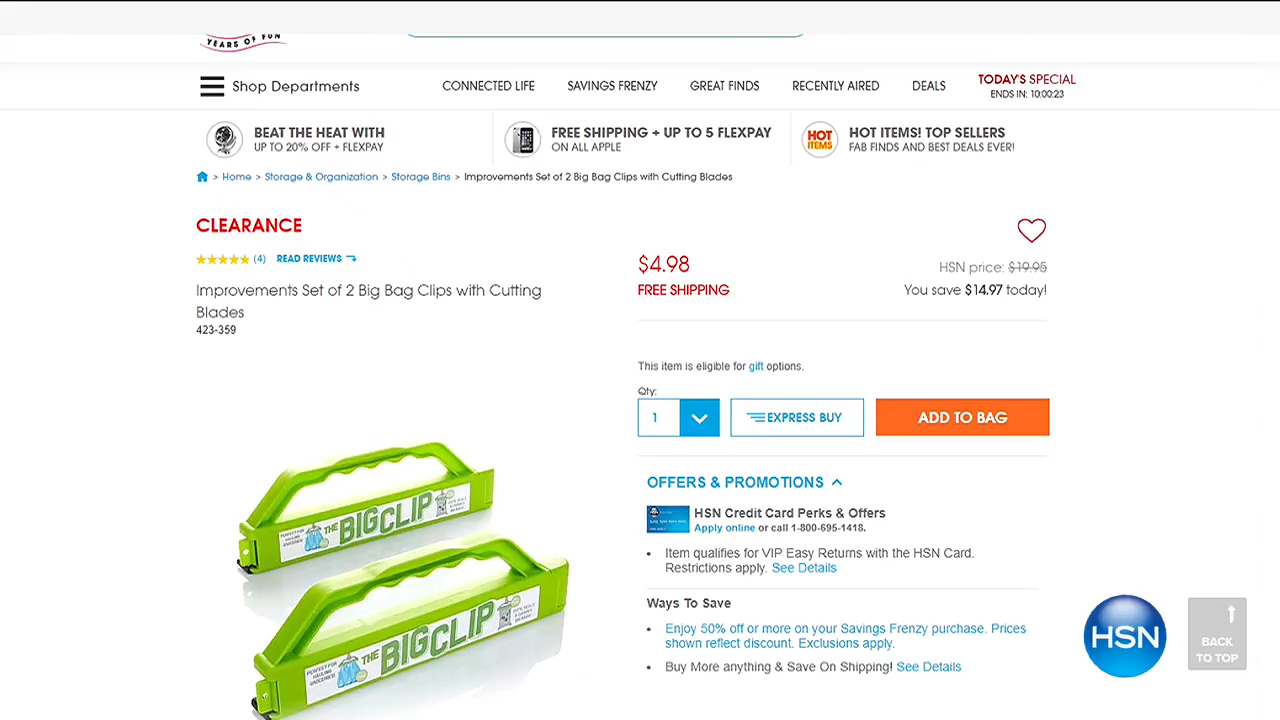 YEARS OF FUN
Shop Departments
CONNECTED LIFE
SAVINGS FRENZY
GREAT FINDS
RECENTLY AIRED
DEALS
TODAY'S SPECIAL
ENDS IN: 10:00:23
BEAT THE HEAT WITH
UP TO 20% OFF + FLEXPAY
FREE SHIPPING + UP TO 5 FLEXPAY
ON ALL APPLE
HOT ITEMS
HOT ITEMS! TOP SELLERS
FAB FINDS AND BEST DEALS EVER!
> Home > Storage & Organization > Storage Bins > Improvements Set of 2 Big Bag Clips with Cutting Blades
CLEARANCE
(4) READ REVIEWS
Improvements Set of 2 Big Bag Clips with Cutting
Blades
423-359
$4.98
HSN price: $19.95
FREE SHIPPING
You save $14.97 today!
This item is eligible for gift options.
Qty:
1
EXPRESS BUY
ADD TO BAG
OFFERS & PROMOTIONS
HSN Credit Card Perks & Offers
Apply online or call 1-800-695-1418.
• Item qualifies for VIP Easy Returns with the HSN Card.
Restrictions apply. See Details
Ways To Save
• Enjoy 50% off or more on your Savings Frenzy purchase. Prices
shown reflect discount. Exclusions apply.
• Buy More anything & Save On Shipping! See Details
THE BIGCLIP
PERFECT FOR
HAULING
GROCERIES!
THE BIGCLIP
HSN
BACK
TO TOP